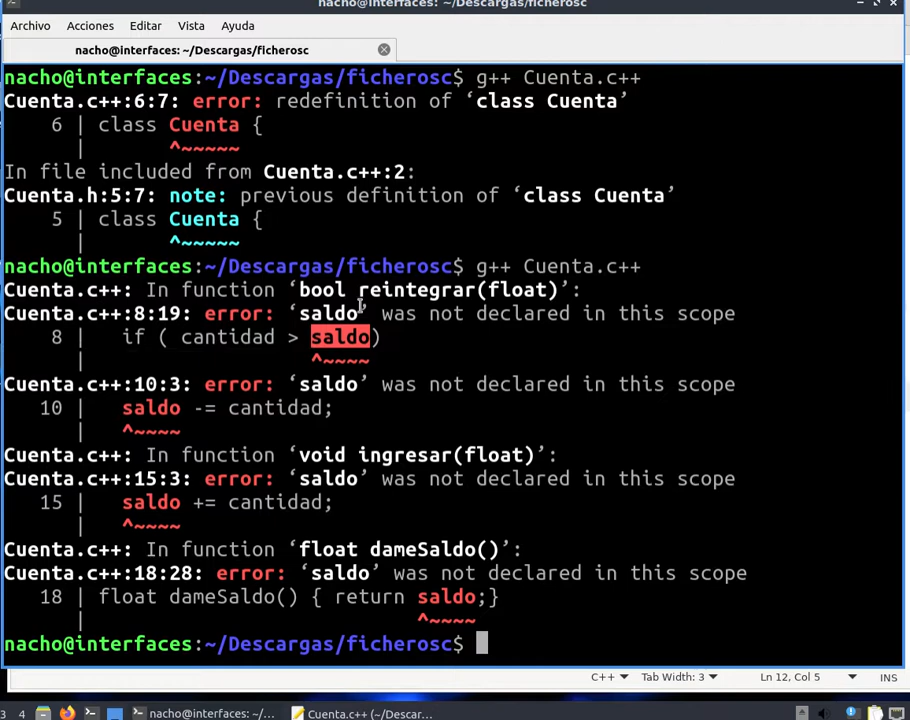 nacho@interfaces: ~/Descargas/ficherosc
Archivo Acciones Editar Vista Ayuda
nacho@interfaces: ~/Descargas/ficherosc
nacho@interfaces:~/Descargas/ficherosc$ g++ Cuenta.c++
Cuenta.c++:6:7: error: redefinition of ‘class Cuenta’
6 | class Cuenta {
| ^~~~~~
In file included from Cuenta.c++:2:
Cuenta.h:5:7: note: previous definition of ‘class Cuenta’
5 | class Cuenta {
| ^~~~~~
nacho@interfaces:~/Descargas/ficherosc$ g++ Cuenta.c++
Cuenta.c++: In function ‘bool reintegrar(float)’:
Cuenta.c++:8:19: error: ‘saldo’ was not declared in this scope
8 | if ( cantidad > saldo)
| ^~~~~
Cuenta.c++:10:3: error: ‘saldo’ was not declared in this scope
10 | saldo -= cantidad;
| ^~~~~
Cuenta.c++: In function ‘void ingresar(float)’:
Cuenta.c++:15:3: error: ‘saldo’ was not declared in this scope
15 | saldo += cantidad;
| ^~~~~
Cuenta.c++: In function ‘float dameSaldo()’:
Cuenta.c++:18:28: error: ‘saldo’ was not declared in this scope
18 | float dameSaldo() { return saldo;}
| ^~~~~
nacho@interfaces:~/Descargas/ficherosc$
C++ Tab Width: 3 Ln 12, Col 5 INS
3 4 nacho@interfaces: ~/... Cuenta.c++ (~/Descar...